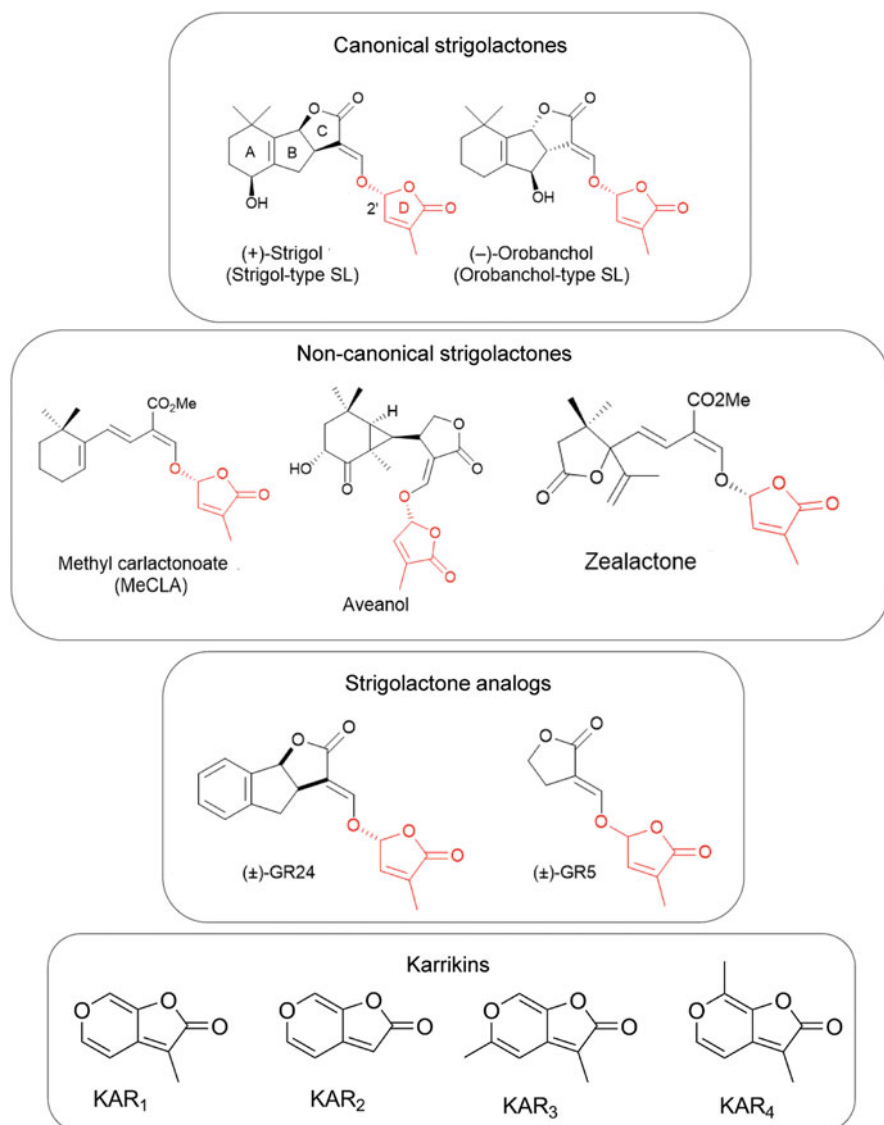 Canonical strigolactones
O
O
C
A
B
O
O
OH
2'
D
O
(+)-Strigol
(Strigol-type SL)
O
O
O
O
OH
O
(–)-Orobanchol
(Orobanchol-type SL)
Non-canonical strigolactones
CO₂Me
O
O
O
Methyl carlactonoate
(MeCLA)
H
O
HO
O
O
O
O
O
Aveanol
CO2Me
O
O
O
O
O
Zealactone
Strigolactone analogs
O
O
O
O
O
(±)-GR24
O
O
O
O
O
(±)-GR5
Karrikins
O
O
O
KAR₁
O
O
O
KAR₂
O
O
O
KAR₃
O
O
O
KAR₄